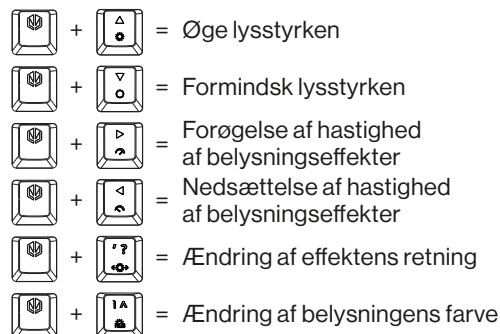 + = Øge lysstyrken
+ = Formindsk lysstyrken
+ = Forøgelse af hastighed
af belysningseffekter
+ = Nedsættelse af hastighed
af belysningseffekter
+ ' ? = Ændring af effektens retning
+ 1 A = Ændring af belysningens farve